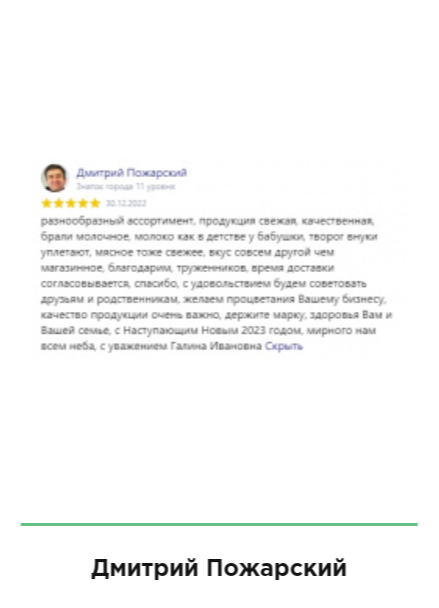 Дмитрий Пожарский
Знаток города 11 уровня
30.12.2022
разнообразный ассортимент, продукция свежая, качественная,
брали молочное, молоко как в детстве у бабушки, творог внуки
уплетают, мясное тоже свежее, вкус совсем другой чем
магазинное, благодарим, труженников, время доставки
согласовывается, спасибо, с удовольствием будем советовать
друзьям и родственникам, желаем процветания Вашему бизнесу,
качество продукции очень важно, держите марку, здоровья Вам и
Вашей семье, с Наступающим Новым 2023 годом, мирного нам
всем неба, с уважением Галина Ивановна Скрыть
Дмитрий Пожарский